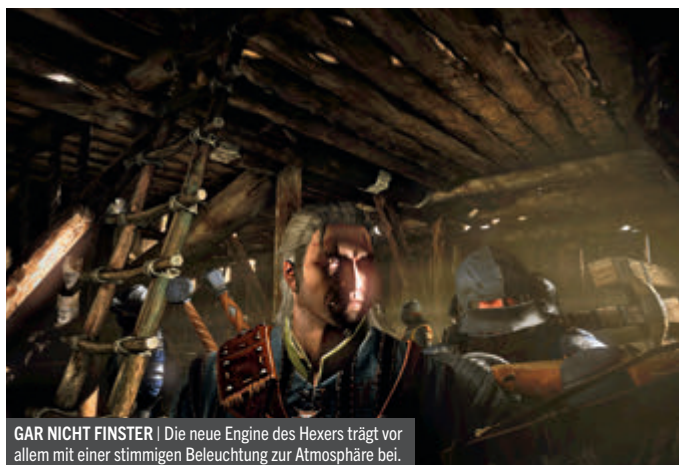 GAR NICHT FINSTER | Die neue Engine des Hexers trägt vor
allem mit einer stimmigen Beleuchtung zur Atmosphäre bei.